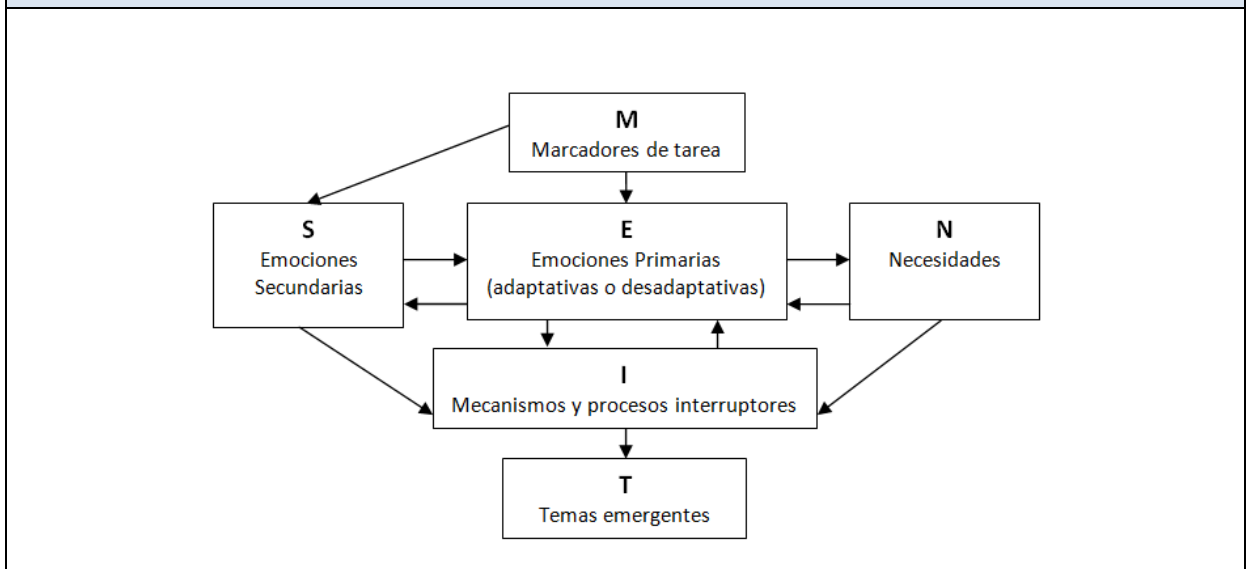 M
Marcadores de tarea
S
Emociones
Secundarias
E
Emociones Primarias
(adaptativas o desadaptativas)
N
Necesidades
I
Mecanismos y procesos interruptores
T
Temas emergentes